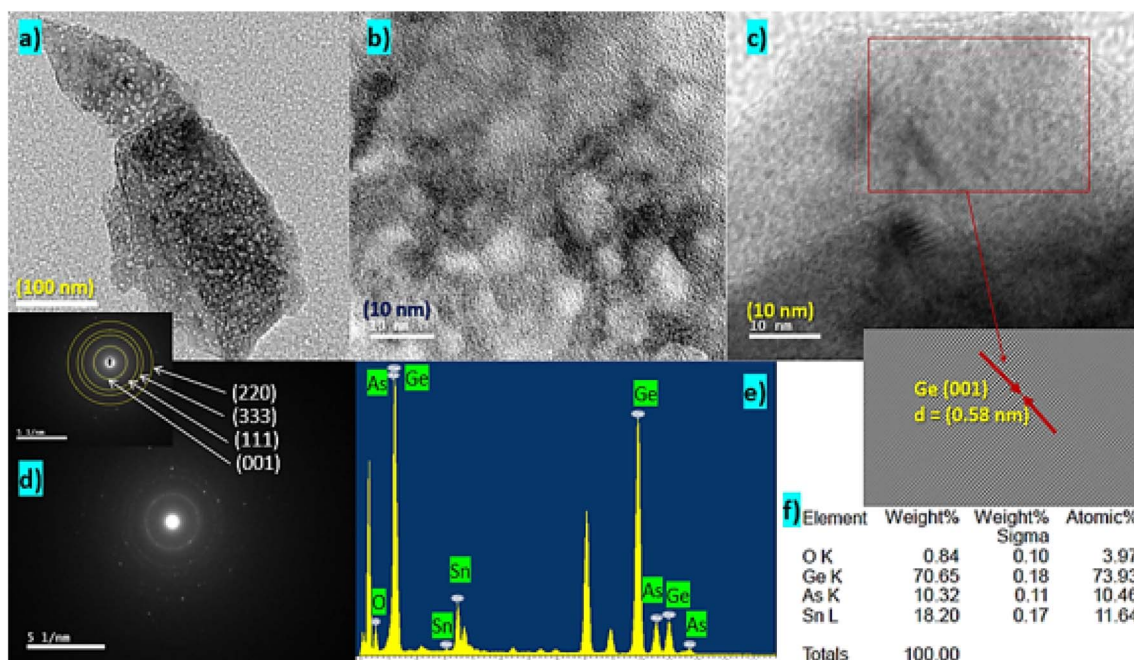 a)
(100 nm)
b)
(10 nm)
10 nm
c)
(10 nm)
10 nm
Ge {001}
d = {0.58 nm}
(220)
(333)
(111)
(001)
5 1/nm
d)
5 1/nm
e)
As
Ge
O
Sn
Sn
Ge
As
Ge
As
f)
Element Weight% Weight% Atomic%
Sigma
O K 0.84 0.10 3.97
Ge K 70.65 0.18 73.93
As K 10.32 0.11 10.46
Sn L 18.20 0.17 11.64
Totals 100.00